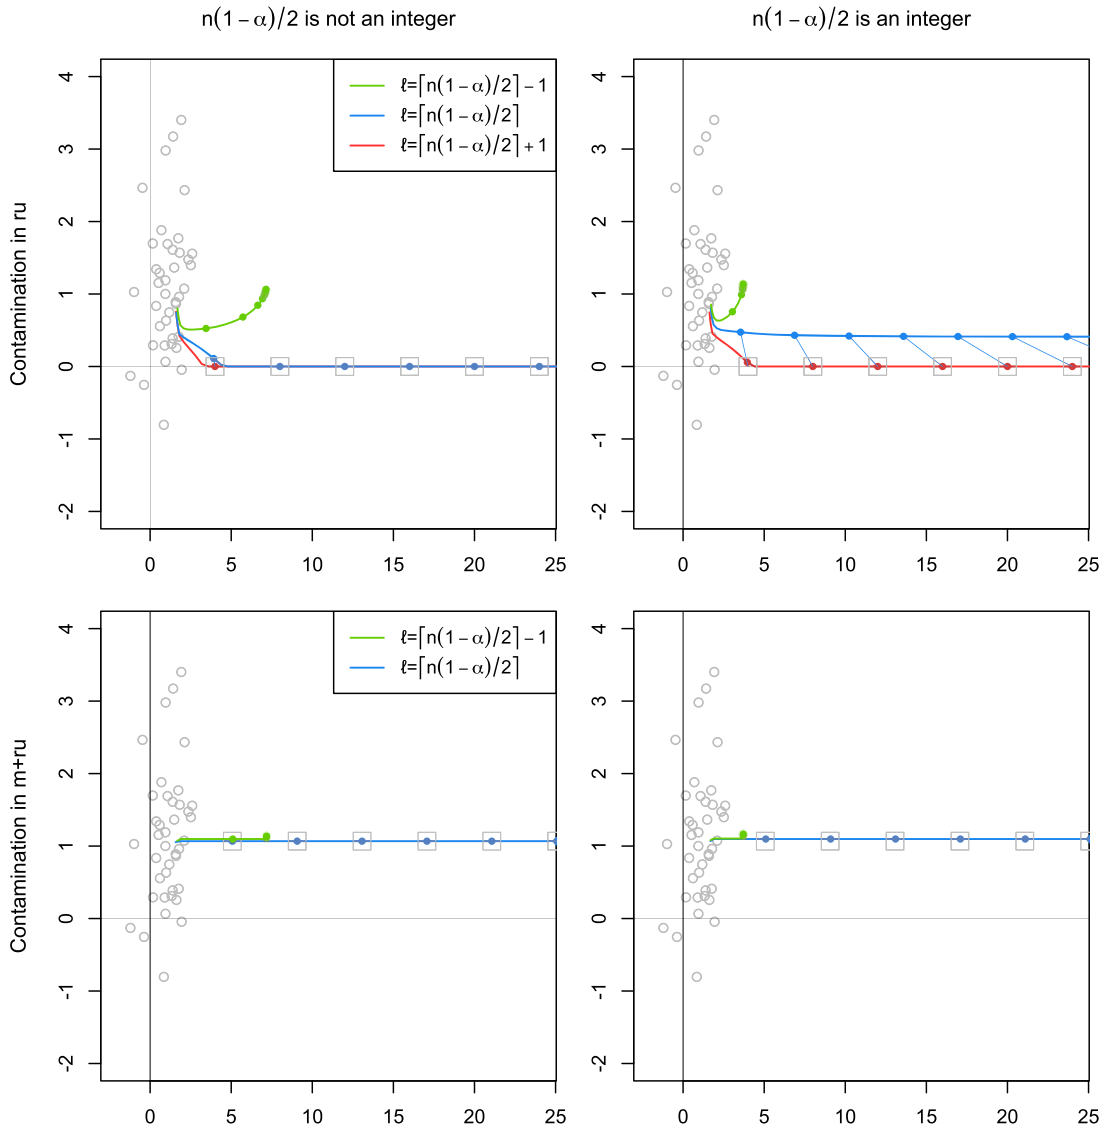 n(1 − α)/2 is not an integer
n(1 − α)/2 is an integer
Contamination in ru
4
3
2
1
0
-1
-2
ℓ=⌈n(1 − α)/2⌉ − 1
ℓ=⌈n(1 − α)/2⌉
ℓ=⌈n(1 − α)/2⌉ + 1
0 5 10 15 20 25
4
3
2
1
0
-1
-2
0 5 10 15 20 25
Contamination in m+ru
4
3
2
1
0
-1
-2
ℓ=⌈n(1 − α)/2⌉ − 1
ℓ=⌈n(1 − α)/2⌉
0 5 10 15 20 25
4
3
2
1
0
-1
-2
0 5 10 15 20 25